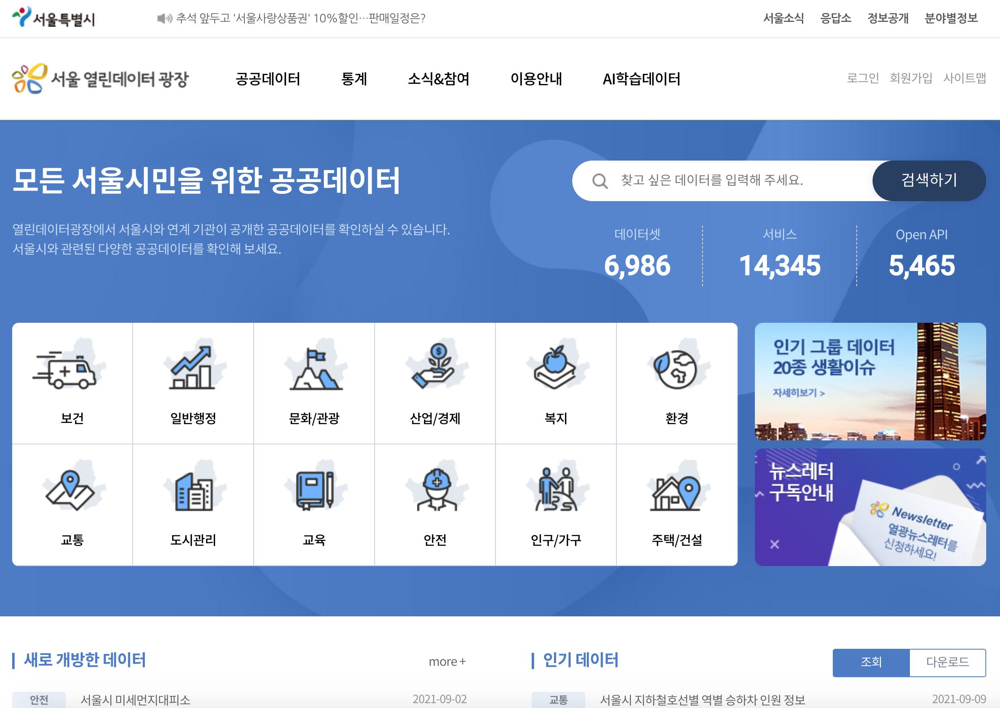 서울특별시
추석 앞두고 '서울사랑상품권' 10%할인…판매일정은?
서울소식 응답소 정보공개 분야별정보
서울 열린데이터 광장
공공데이터 통계 소식&참여 이용안내 AI학습데이터
로그인 회원가입 사이트맵
모든 서울시민을 위한 공공데이터
찾고 싶은 데이터를 입력해 주세요.
검색하기
열린데이터광장에서 서울시와 연계 기관이 공개한 공공데이터를 확인하실 수 있습니다.
서울시와 관련된 다양한 공공데이터를 확인해 보세요.
데이터셋
6,986
서비스
14,345
Open API
5,465
보건
일반행정
문화/관광
산업/경제
복지
환경
교통
도시관리
교육
안전
인구/가구
주택/건설
인기 그룹 데이터
20종 생활이슈
자세히보기 >
뉴스레터
구독안내
Newsletter
열광뉴스레터를
신청하세요!
새로 개방한 데이터
more +
안전 서울시 미세먼지대피소 2021-09-02
인기 데이터
조회 다운로드
교통 서울시 지하철호선별 역별 승하차 인원 정보 2021-09-09